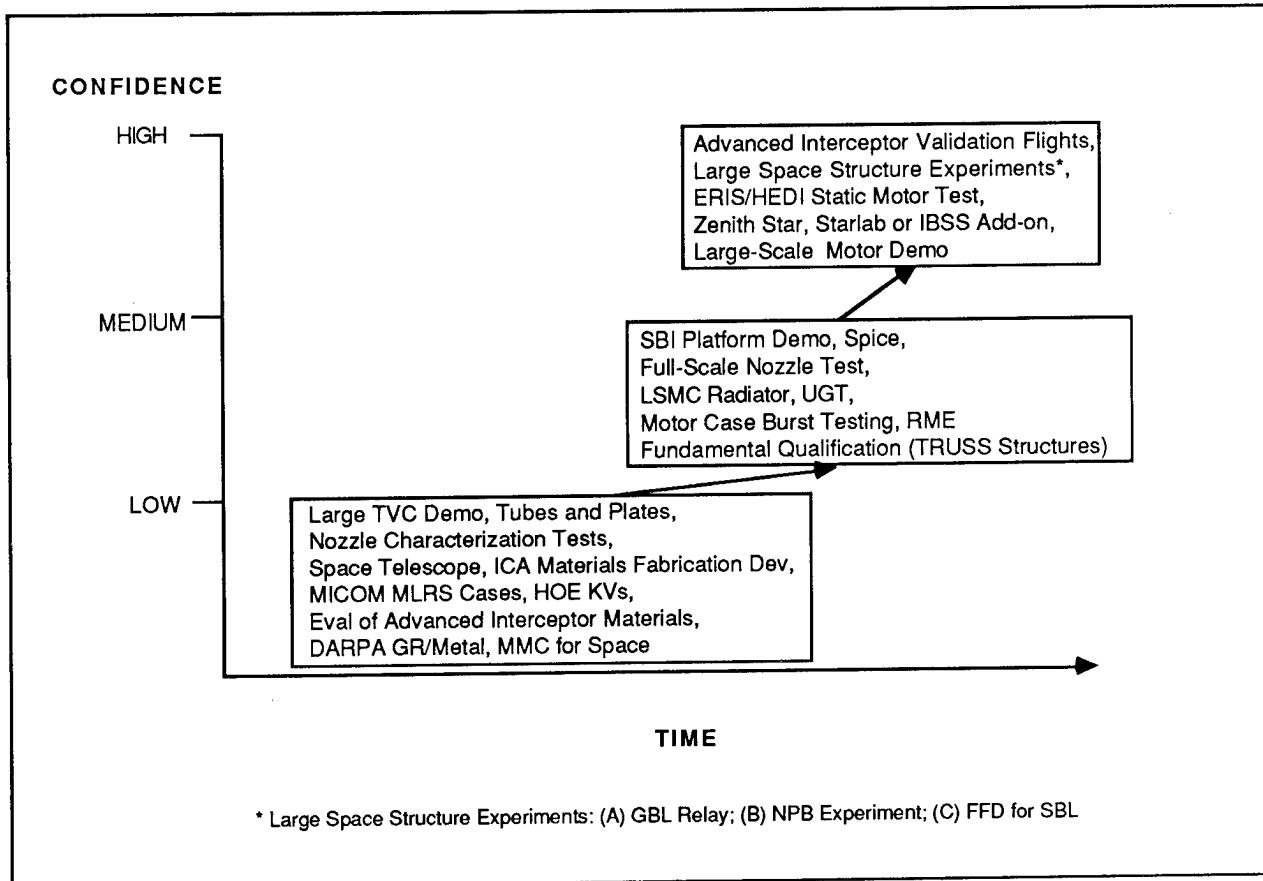 CONFIDENCE
HIGH
Advanced Interceptor Validation Flights,
Large Space Structure Experiments*,
ERIS/HEDI Static Motor Test,
Zenith Star, Starlab or IBSS Add-on,
Large-Scale Motor Demo
MEDIUM
SBI Platform Demo, Spice,
Full-Scale Nozzle Test,
LSMC Radiator, UGT,
Motor Case Burst Testing, RME
Fundamental Qualification (TRUSS Structures)
LOW
Large TVC Demo, Tubes and Plates,
Nozzle Characterization Tests,
Space Telescope, ICA Materials Fabrication Dev,
MICOM MLRS Cases, HOE KVs,
Eval of Advanced Interceptor Materials,
DARPA GR/Metal, MMC for Space
TIME
* Large Space Structure Experiments: (A) GBL Relay; (B) NPB Experiment; (C) FFD for SBL